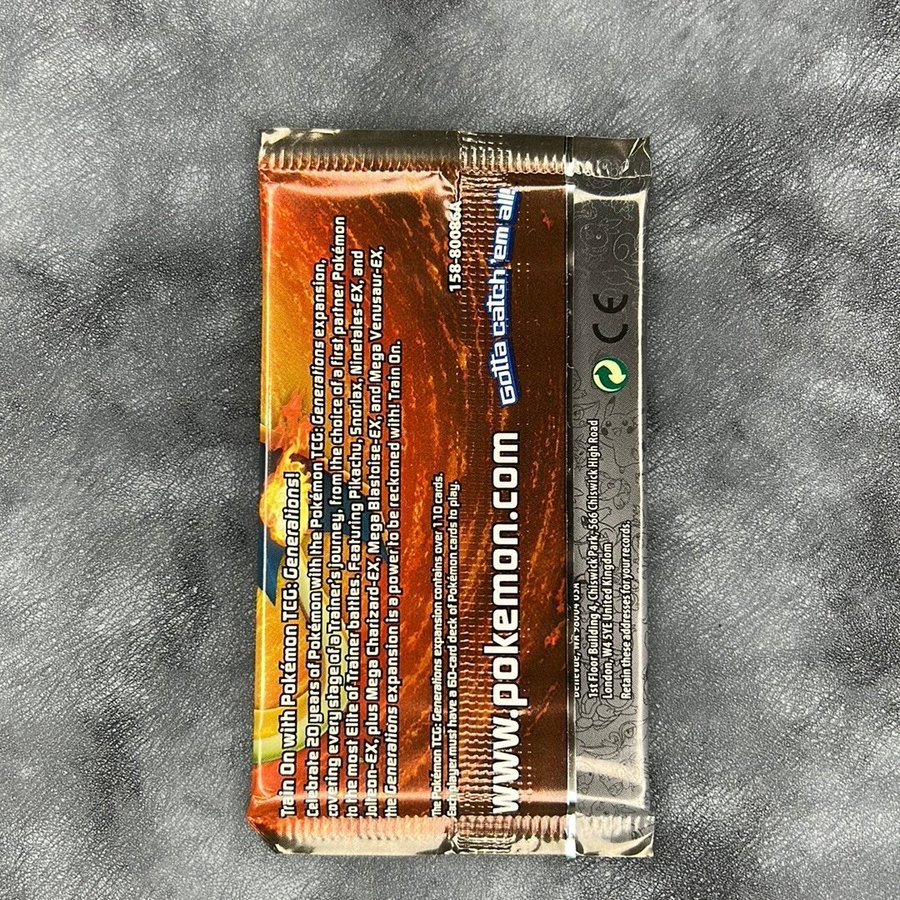 Train On with Pokémon TCG: Generations!
Celebrate 20 years of Pokémon with the Pokémon TCG: Generations expansion,
covering every stage of a Trainer's journey, from the choice of a first partner Pokémon
to the most Elite of Trainer battles. Featuring Pikachu, Snorlax, Ninetales-EX, and
Jolteon-EX, plus Mega Charizard-EX, Mega Blastoise-EX, and Mega Venusaur-EX,
the Generations expansion is a power to be reckoned with! Train On.
The Pokémon TCG: Generations expansion contains over 110 cards.
Each player must have a 60-card deck of Pokémon cards to play.
158-80086A
www.pokemon.com
Gotta catch 'em all!
Bellevue, WA 98004 USA
1st Floor Building 4, Chiswick Park, 566 Chiswick High Road
London, W4 5YE United Kingdom
Retain these addresses for your records.
CE